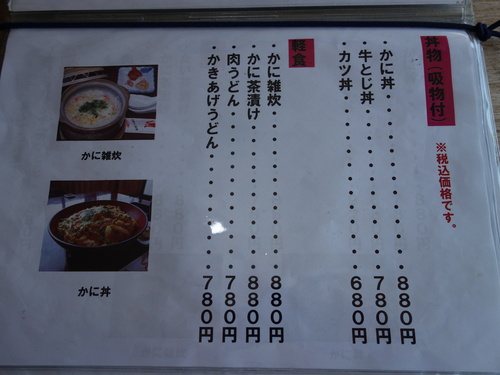 丼物（吸物付）
※税込価格です。
かに丼・・・・・・・・・・・・880円
牛とじ丼・・・・・・・・・・・780円
カツ丼・・・・・・・・・・・・680円
軽食
かに雑炊・・・・・・・・・・・880円
かに茶漬け・・・・・・・・・・880円
肉うどん・・・・・・・・・・・780円
かきあげうどん・・・・・・・・780円
かに雑炊
かに丼